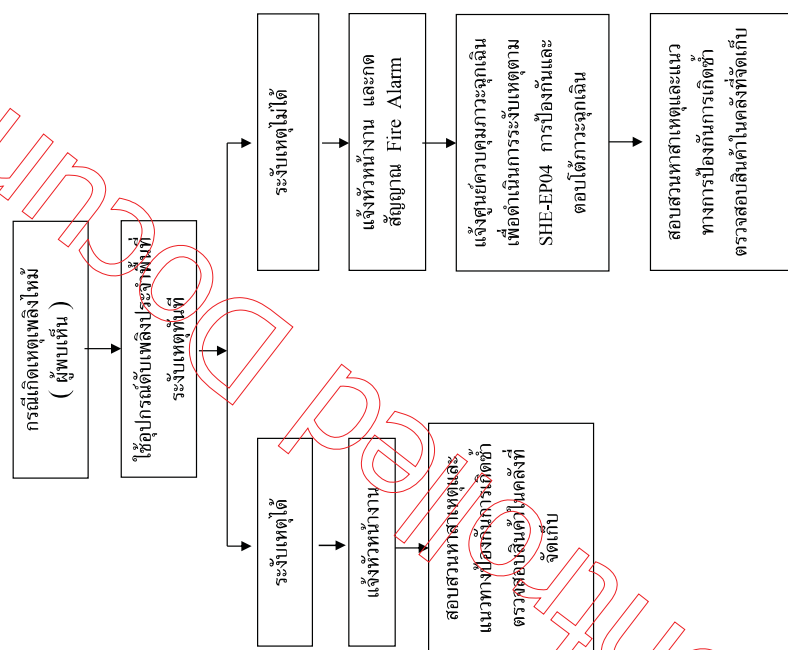 กรณีเกิดเหตุเพลิงไหม้
( ผู้พบเห็น )
ใช้อุปกรณ์ดับเพลิงประจำพื้นที่
ระงับเหตุทันที
ระงับเหตุได้
แจ้งหัวหน้างาน
สอบสวนหาสาเหตุและ
แนวทางป้องกันการเกิดซ้ำ
ตรวจสอบสินค้าในคลังที่
จัดเก็บ
ระงับเหตุไม่ได้
แจ้งหัวหน้างาน และกด
สัญญาณ Fire Alarm
แจ้งศูนย์ควบคุมภาวะฉุกเฉิน
เพื่อดำเนินการระงับเหตุตาม
SHE-EP04 การป้องกันและ
ตอบโต้ภาวะฉุกเฉิน
สอบสวนหาสาเหตุและแนว
ทางการป้องกันการเกิดซ้ำ
ตรวจสอบสินค้าในคลังที่จัดเก็บ